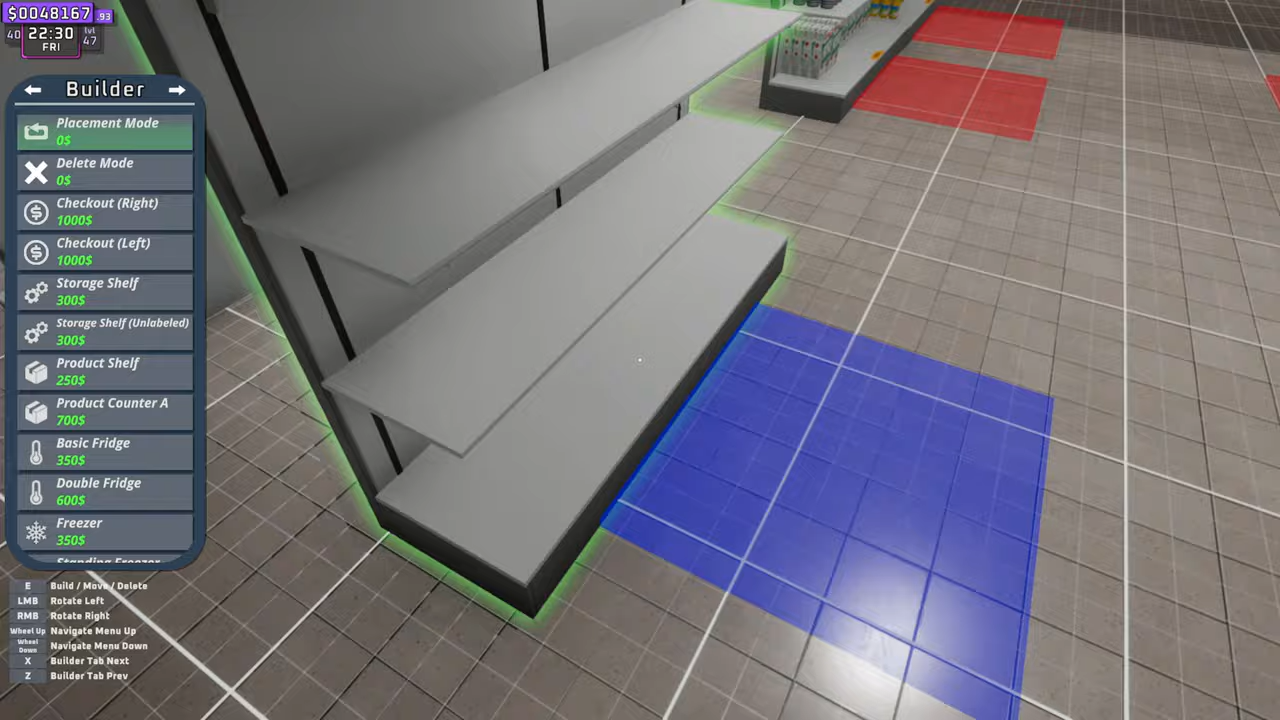 $0048167.93
40 22:30 lvl 47
FRI
Builder
Placement Mode
0$
Delete Mode
0$
Checkout (Right)
1000$
Checkout (Left)
1000$
Storage Shelf
300$
Storage Shelf (Unlabeled)
300$
Product Shelf
250$
Product Counter A
700$
Basic Fridge
350$
Double Fridge
600$
Freezer
350$
Standing Freezer
E Build / Move / Delete
LMB Rotate Left
RMB Rotate Right
Wheel Up Navigate Menu Up
Wheel Down Navigate Menu Down
X Builder Tab Next
Z Builder Tab Prev